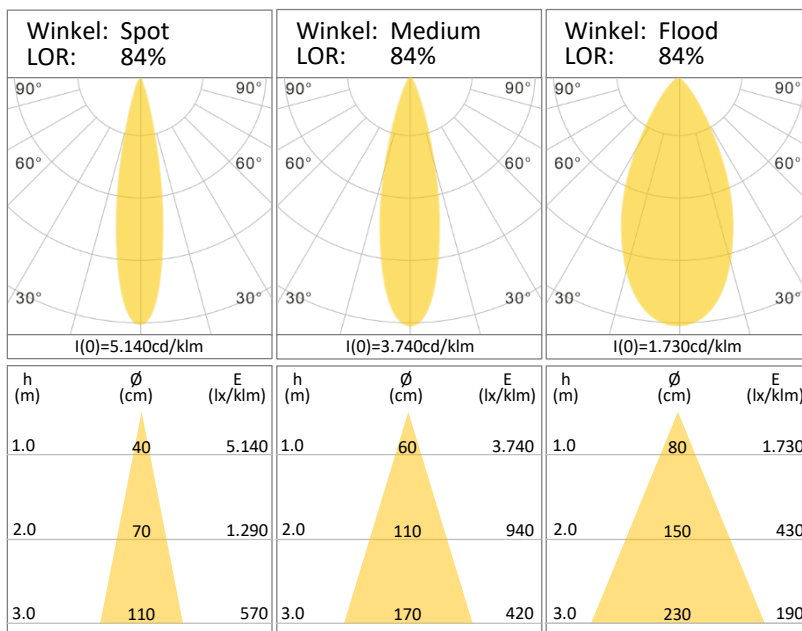 Winkel: Spot
LOR: 84%
90° 90°
60° 60°
30° 30°
I(0)=5.140cd/klm
h Ø E
(m) (cm) (lx/klm)
1.0 40 5.140
2.0 70 1.290
3.0 110 570
Winkel: Medium
LOR: 84%
90° 90°
60° 60°
30° 30°
I(0)=3.740cd/klm
h Ø E
(m) (cm) (lx/klm)
1.0 60 3.740
2.0 110 940
3.0 170 420
Winkel: Flood
LOR: 84%
90° 90°
60° 60°
30° 30°
I(0)=1.730cd/klm
h Ø E
(m) (cm) (lx/klm)
1.0 80 1.730
2.0 150 430
3.0 230 190